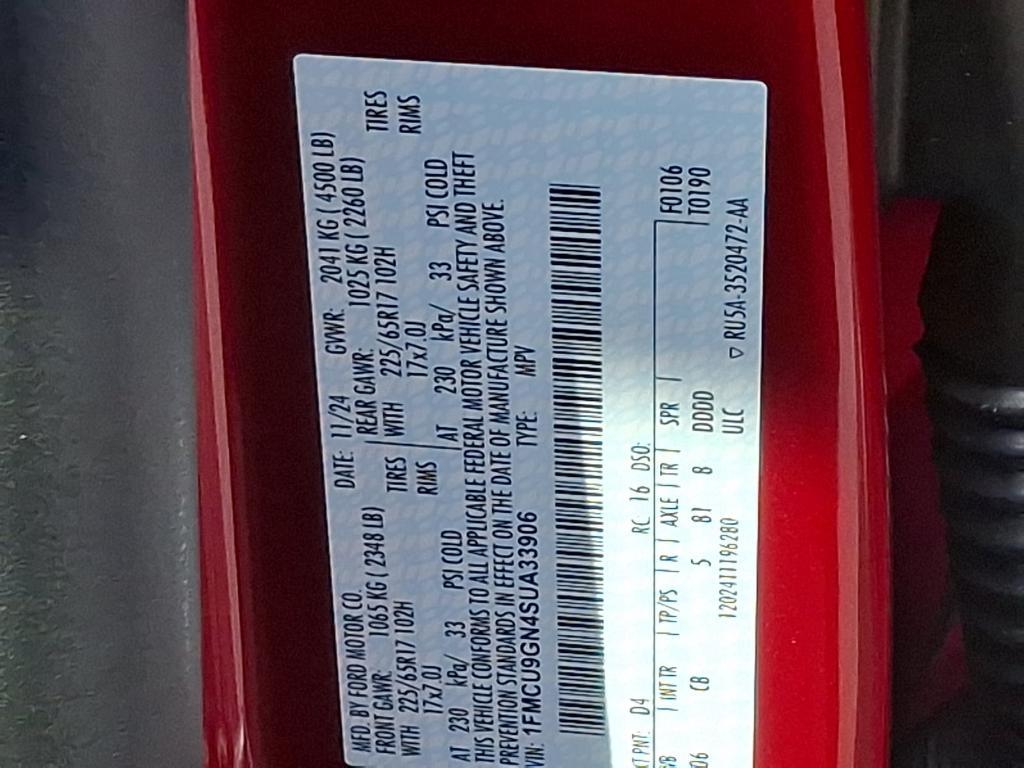 MFD. BY FORD MOTOR CO.
DATE: 11/24 GVWR: 2041 KG ( 4500 LB)
FRONT GAWR: 1065 KG ( 2348 LB)
REAR GAWR: 1025 KG ( 2260 LB)
WITH 225/65R17 102H TIRES
WITH 225/65R17 102H TIRES
17x7.0J RIMS
17x7.0J RIMS
AT 230 kPa/ 33 PSI COLD
AT 230 kPa/ 33 PSI COLD
THIS VEHICLE CONFORMS TO ALL APPLICABLE FEDERAL MOTOR VEHICLE SAFETY AND THEFT
PREVENTION STANDARDS IN EFFECT ON THE DATE OF MANUFACTURE SHOWN ABOVE.
VIN: 1FMCU9GN4SUA33906 TYPE: MPV
PNT: D4 RC 16 DSO:
INT TR TP/PS R AXLE TR SPR F0106
C8 5 81 8 DDDD T0190
1202411196280 ULC
RU5A-3520472-AA